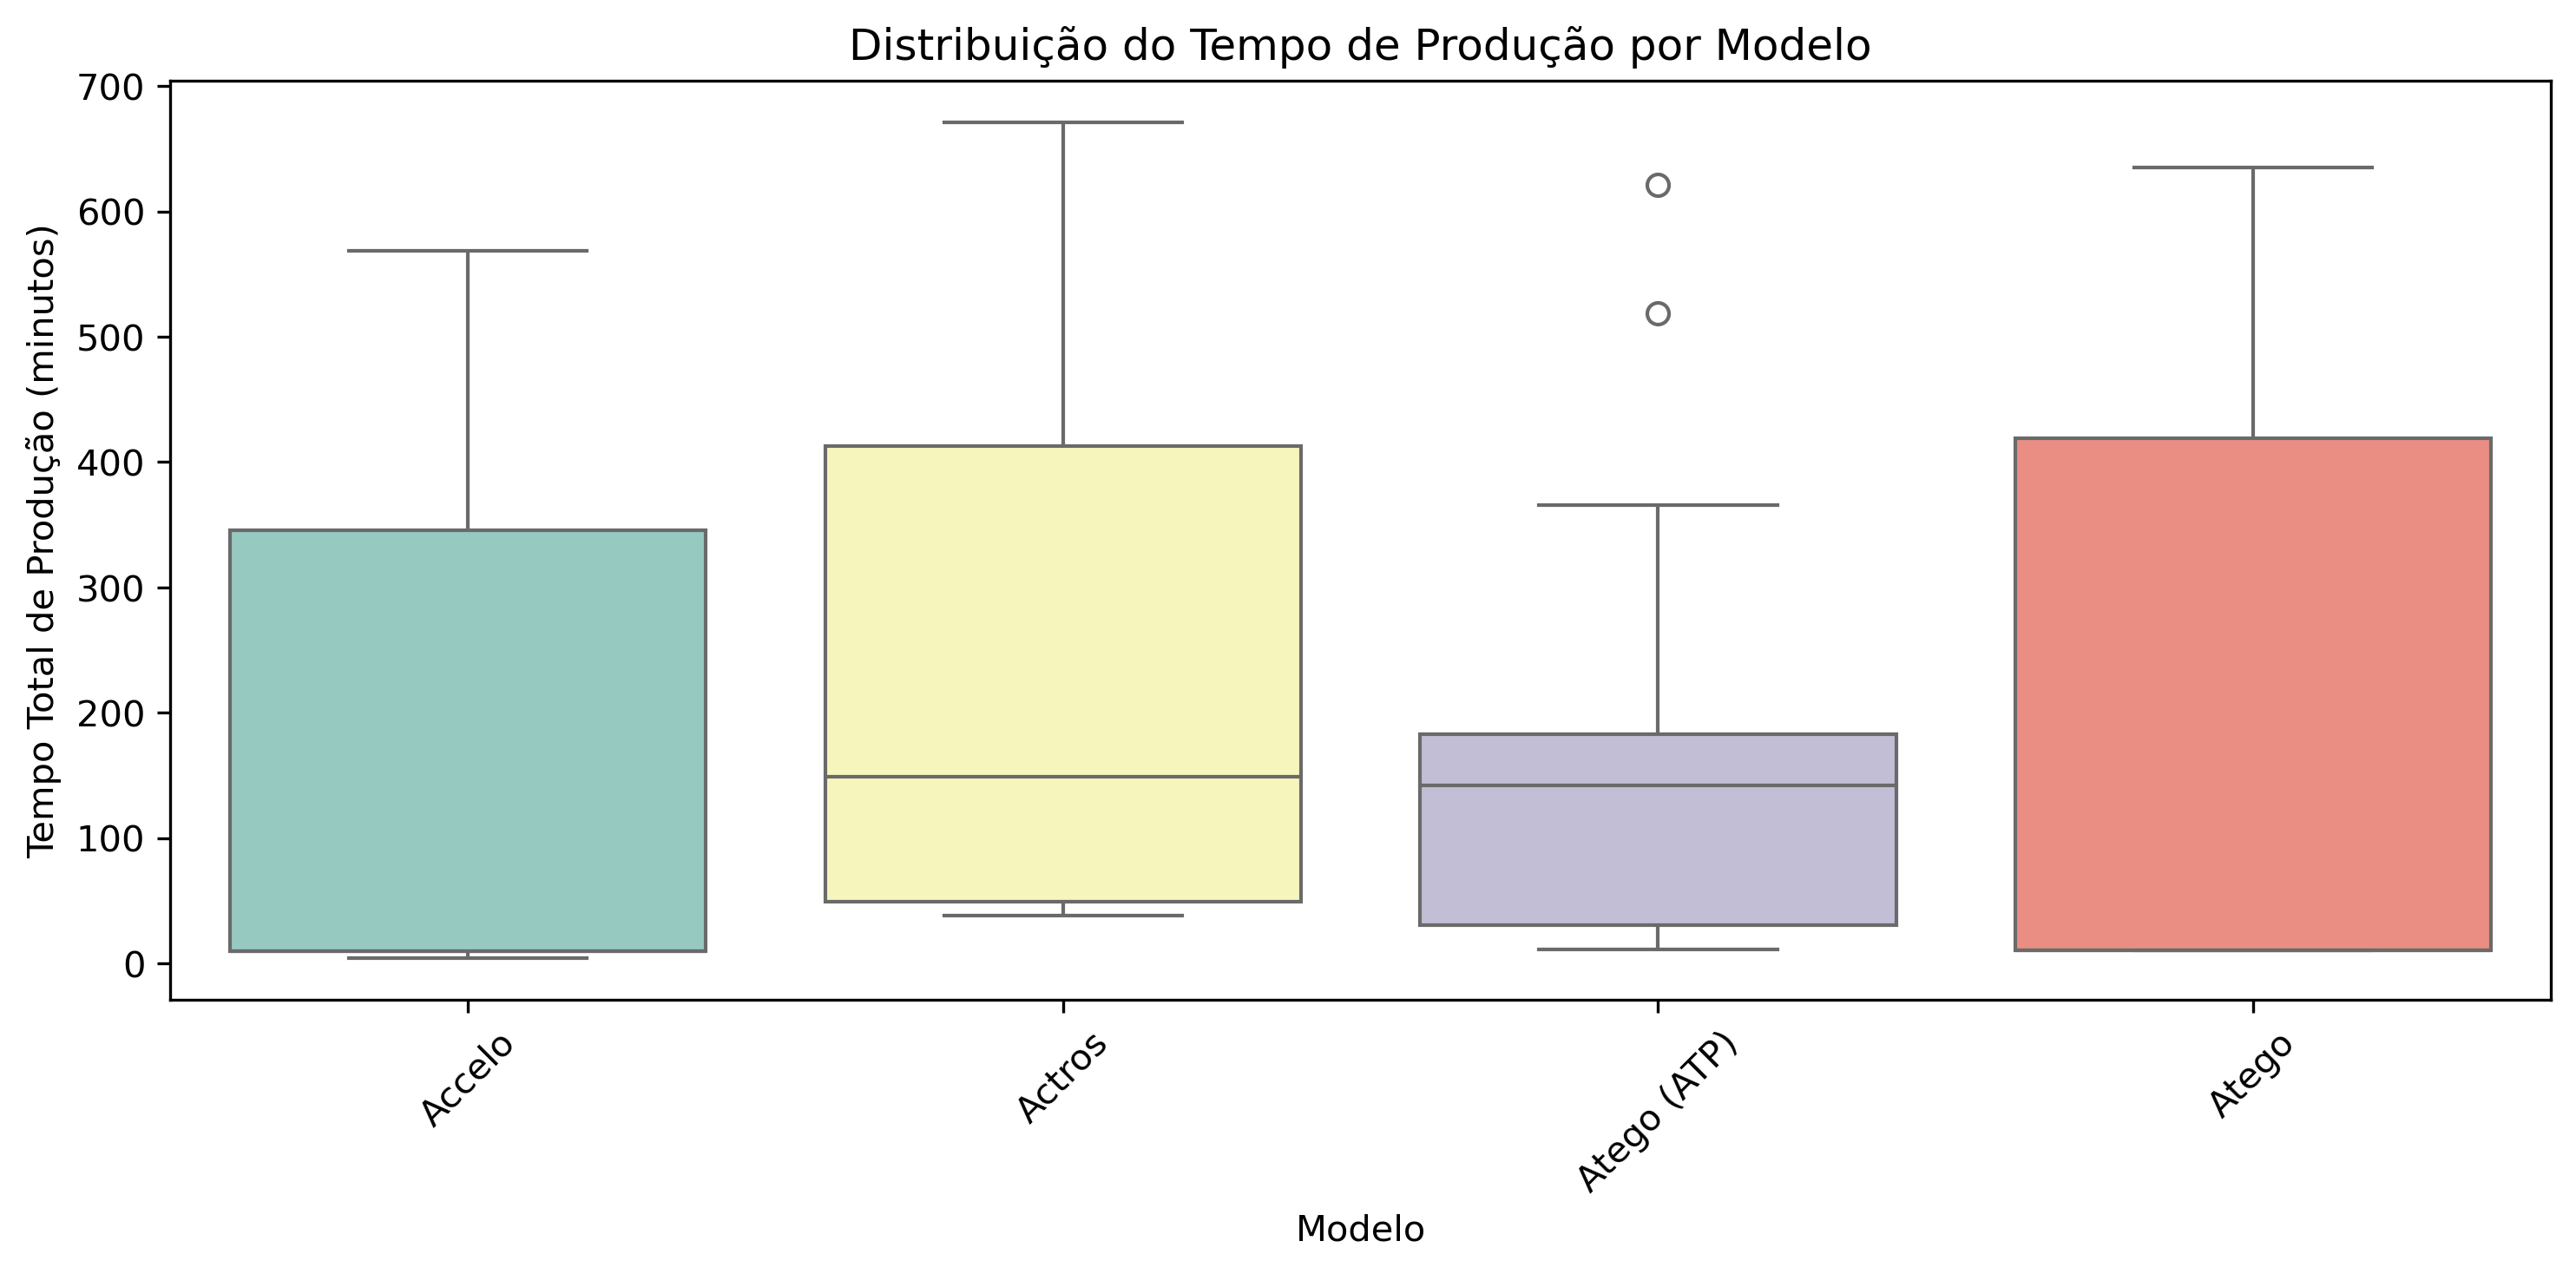 Distribuição do Tempo de Produção por Modelo
Tempo Total de Produção (minutos)
700
600
500
400
300
200
100
0
Accelo
Actros
Atego (ATP)
Atego
Modelo